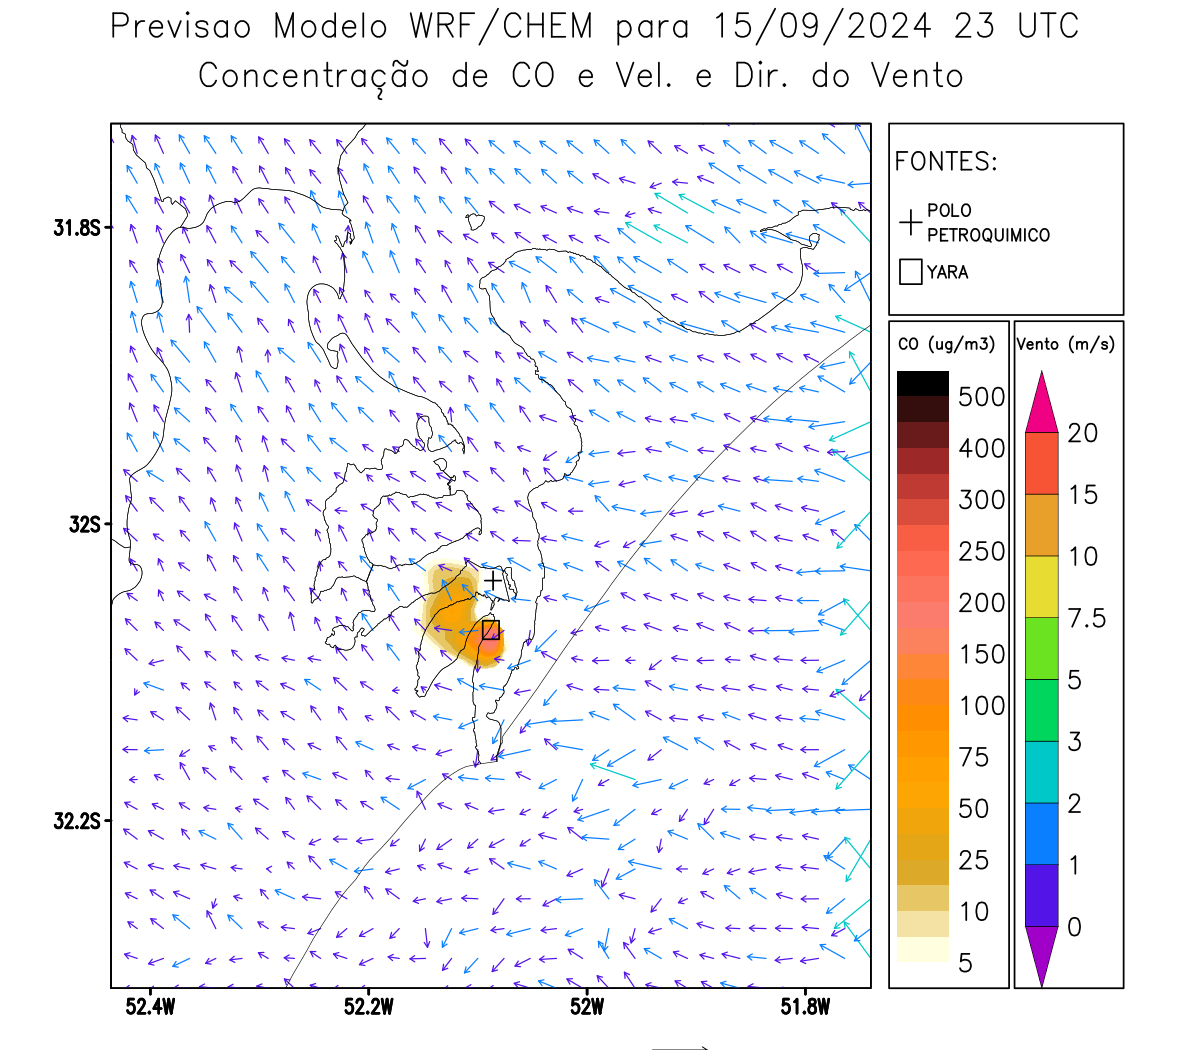 Previsao Modelo WRF/CHEM para 15/09/2024 23 UTC
Concentração de CO e Vel. e Dir. do Vento
FONTES:
POLO
PETROQUIMICO
YARA
CO (ug/m3)
500
400
300
250
200
150
100
75
50
25
10
5
Vento (m/s)
20
15
10
7.5
5
3
2
1
0
31.8S
32S
32.2S
52.4W
52.2W
52W
51.8W